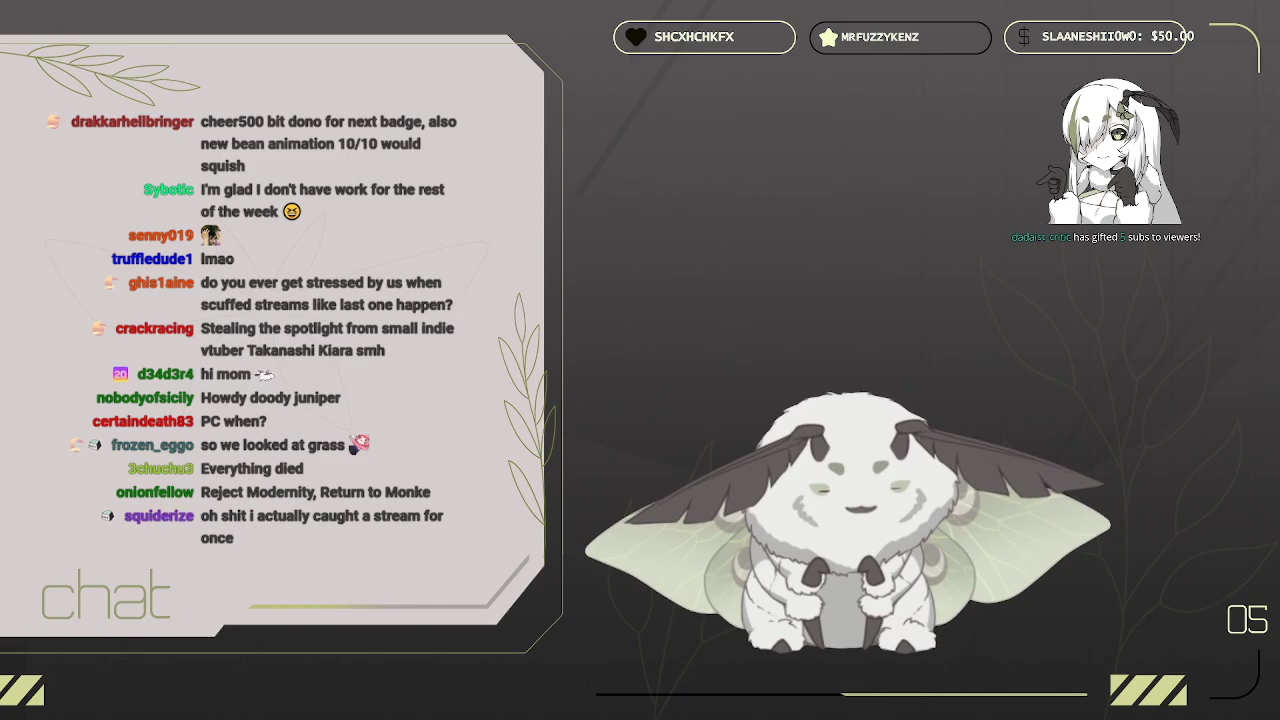 SHCXHCHKFX
MRFUZZYKENZ
$ SLAANESHII0W0: $50.00
drakkarhellbringer cheer500 bit dono for next badge, also
new bean animation 10/10 would
squish
Sybotic I'm glad I don't have work for the rest
of the week
senny019
truffledude1 lmao
ghis1aine do you ever get stressed by us when
scuffed streams like last one happen?
crackracing Stealing the spotlight from small indie
vtuber Takanashi Kiara smh
20 d34d3r4 hi mom
nobodyofsicily Howdy doody juniper
certaindeath83 PC when?
frozen_eggo so we looked at grass
3chuchu3 Everything died
onionfellow Reject Modernity, Return to Monke
squiderize oh shit i actually caught a stream for
once
chat
dadaist critic has gifted 5 subs to viewers!
05